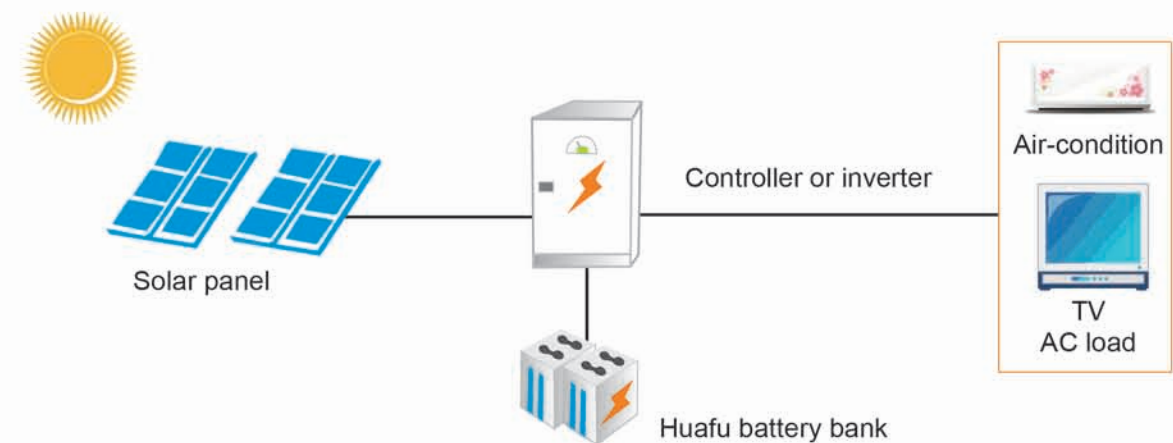 Air-condition
Controller or inverter
Solar panel
TV
AC load
Huafu battery bank